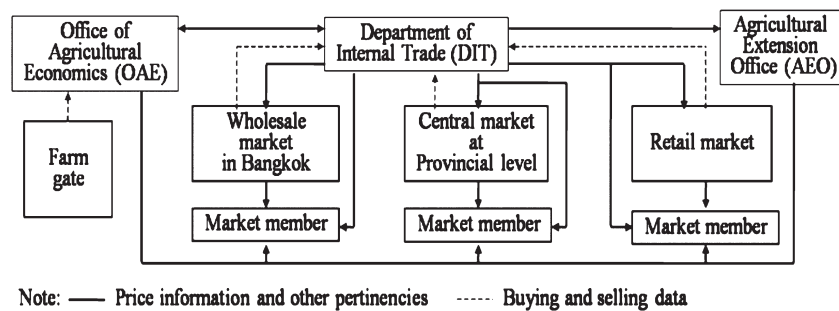 Office of
Agricultural
Economics (OAE)
Department of
Internal Trade (DIT)
Agricultural
Extension
Office (AEO)
Farm
gate
Wholesale
market
in Bangkok
Central market
at
Provincial level
Retail market
Market member
Market member
Market member
Note: Price information and other pertinencies Buying and selling data